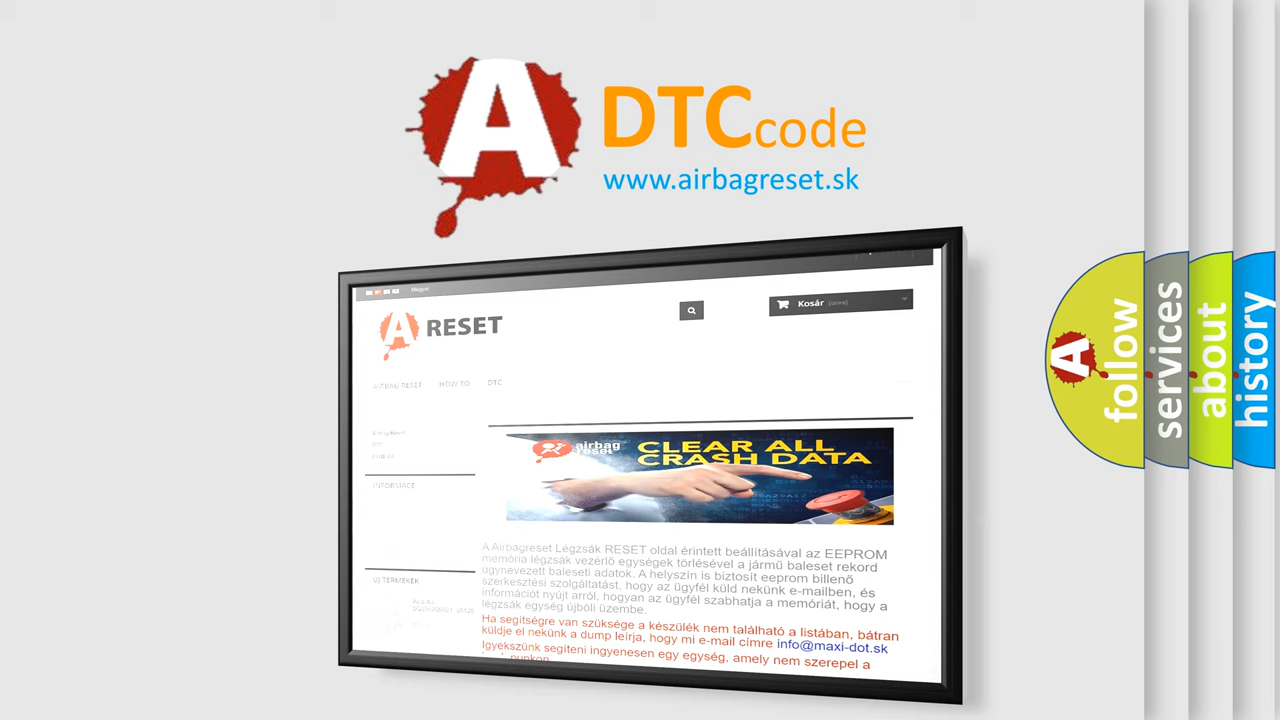 A DTC code
www.airbagreset.sk
Magyar
A RESET
Kosár (üres)
AIRBAG RESET HOW TO DTC
INFORMACE
airbag
reset
CLEAR ALL
CRASH DATA
A Airbagreset Légzsák RESET oldal érintett beállításával az EEPROM
memória légzsák vezérlő egységek törlésével a jármű baleset rekord
úgynevezett baleseti adatok. A helyszín is biztosít eeprom billenő
szerkesztési szolgáltatást, hogy az ügyfél küld nekünk e-mailben, és
információt nyújt arról, hogyan az ügyfél szabhatja a memóriát, hogy a
légzsák egység újbóli üzembe.
Ha segítségre van szüksége a készülék nem található a listában, bátran
küldje el nekünk a dump leírja, hogy mi e-mail címre info@maxi-dot.sk
Igyekszünk segíteni ingyenesen egy egység, amely nem szerepel a
ÚJ TERMÉKEK
A follow
services
about
history